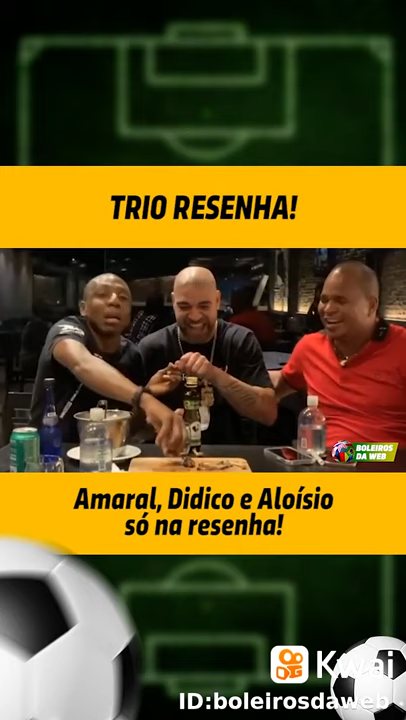 TRIO RESENHA!
BOLEIROS
DA WEB
Amaral, Didico e Aloísio
só na resenha!
Kwai
ID:boleirosdaweb